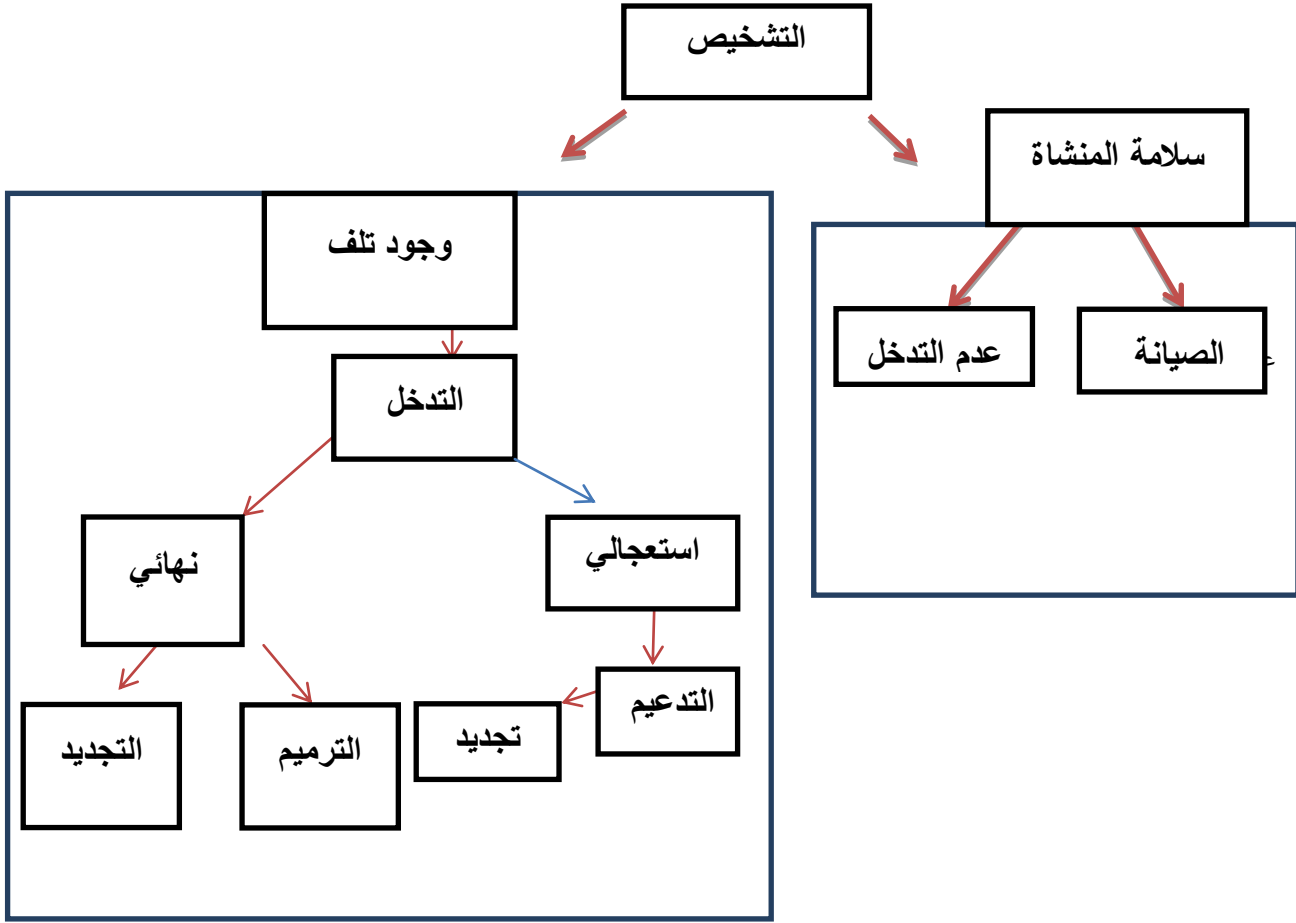 التشخيص
سلامة المنشاة
وجود تلف
الصيانة
عدم التدخل
التدخل
استعجالي
نهائي
التدعيم
تجديد
الترميم
التجديد